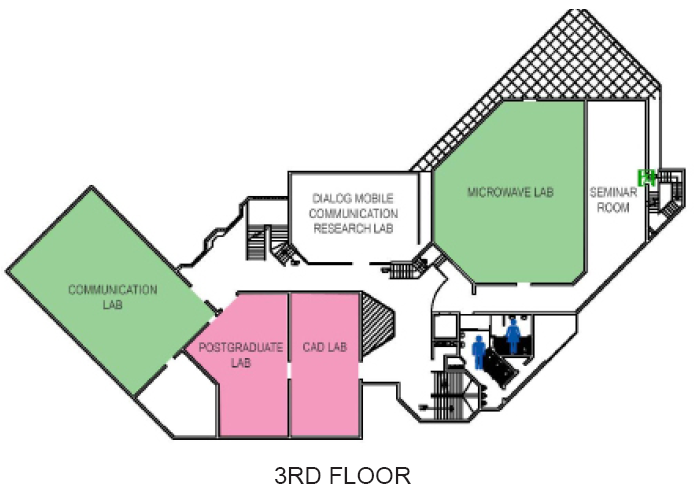 DIALOG MOBILE
COMMUNICATION
RESEARCH LAB
MICROWAVE LAB
SEMINAR
ROOM
COMMUNICATION
LAB
POSTGRADUATE
LAB
CAD LAB
3RD FLOOR